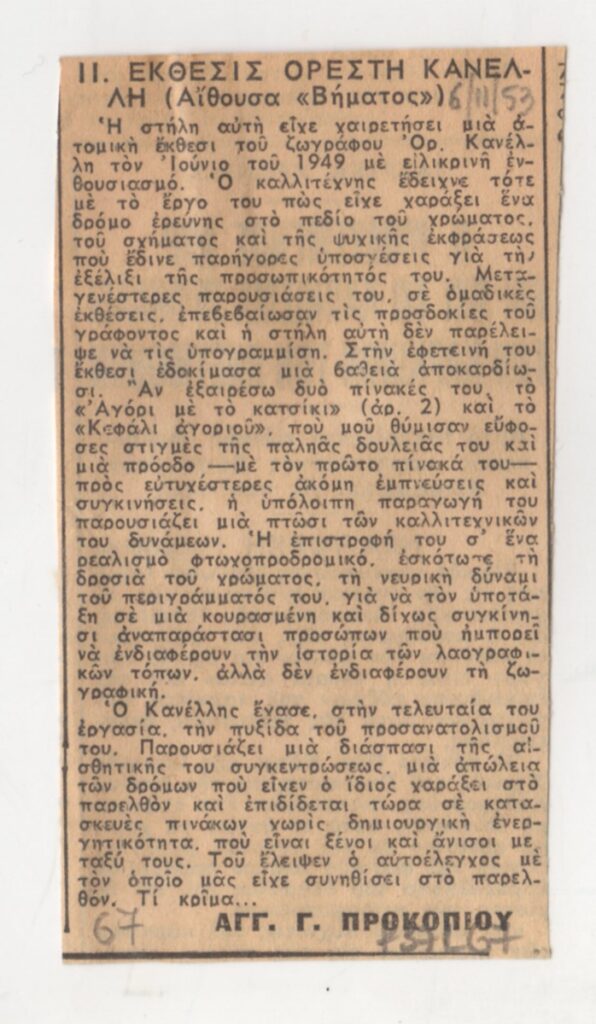 ΙΙ. ΕΚΘΕΣΙΣ ΟΡΕΣΤΗ ΚΑΝΕΛ-
ΛΗ (Αἴθουσα «Βήματος») 6/11/53
Ἡ στήλη αὐτὴ εἶχε χαιρετήσει μιὰ ἀ-
τομικὴ ἔκθεσι τοῦ ζωγράφου Ὀρ. Κανέλ-
λη τὸν Ἰούνιο τοῦ 1949 μὲ εἰλικρινῆ ἐν-
θουσιασμό. Ὁ καλλιτέχνης ἔδειχνε τότε
μὲ τὸ ἔργο του πὼς εἶχε χαράξει ἕνα
δρόμο ἐρεύνης στὸ πεδίο τοῦ χρώματος,
τοῦ σχήματος καὶ τῆς ψυχικῆς ἐκφράσεως
ποὺ ἔδινε παρήγορες ὑποσχέσεις γιὰ τὴν
ἐξέλιξι τῆς προσωπικότητός του. Μετα-
γενέστερες παρουσιάσεις του, σὲ ὁμαδικὲς
ἐκθέσεις, ἐπεβεβαίωσαν τὶς προσδοκίες τοῦ
γράφοντος καὶ ἡ στήλη αὐτὴ δὲν παρέλει-
ψε νὰ τὶς ὑπογραμμίση. Στὴν ἐφετεινή του
ἔκθεσι ἐδοκίμασα μιὰ βαθειὰ ἀποκαρδίω-
σι. Ἂν ἐξαιρέσω δυὸ πίνακές του, τὸ
«Ἀγόρι μὲ τὸ κατσίκι» (ἀρ. 2) καὶ τὸ
«Κεφάλι ἀγοριοῦ», ποὺ μοῦ θύμισαν εὔφο-
ρες στιγμὲς τῆς παληᾶς δουλειᾶς του καὶ
μιὰ πρόοδο —μὲ τὸν πρῶτο πίνακά του—
πρὸς εὐτυχέστερες ἀκόμη ἐμπνεύσεις καὶ
συγκινήσεις, ἡ ὑπόλοιπη παραγωγή του
παρουσιάζει μιὰ πτῶσι τῶν καλλιτεχνικῶν
του δυνάμεων. Ἡ ἐπιστροφή του σ' ἕνα
ρεαλισμὸ φτωχοπροδρομικό, ἐσκότωσε τὴ
δροσιὰ τοῦ χρώματος, τὴ νευρικὴ δύναμι
τοῦ περιγράμματός του, γιὰ νὰ τὸν ὑποτά-
ξη σὲ μιὰ κουρασμένη καὶ δίχως συγκίνη-
σι ἀναπαράστασι προσώπων ποὺ ἠμπορεῖ
νὰ ἐνδιαφέρουν τὴν ἱστορία τῶν λαογραφι-
κῶν τόπων, ἀλλὰ δὲν ἐνδιαφέρουν τὴ ζω-
γραφική.
Ὁ Κανέλλης ἔχασε, στὴν τελευταία του
ἐργασία, τὴν πυξίδα τοῦ προσανατολισμοῦ
του. Παρουσιάζει μιὰ διάσπασι τῆς αἰ-
σθητικῆς του συγκεντρώσεως, μιὰ ἀπώλεια
τῶν δρόμων ποὺ εἶχεν ὁ ἴδιος χαράξει στὸ
παρελθὸν καὶ ἐπιδίδεται τώρα σὲ κατα-
σκευὲς πινάκων χωρὶς δημιουργικὴ ἐνερ-
γητικότητα, ποὺ εἶναι ξένοι καὶ ἄνισοι με-
ταξύ τους. Τοῦ ἔλειψεν ὁ αὐτοέλεγχος μὲ
τὸν ὁποῖο μᾶς εἶχε συνηθίσει στὸ παρελ-
θόν. Τί κρῖμα...
ΑΓΓ. Γ. ΠΡΟΚΟΠΙΟΥ
67